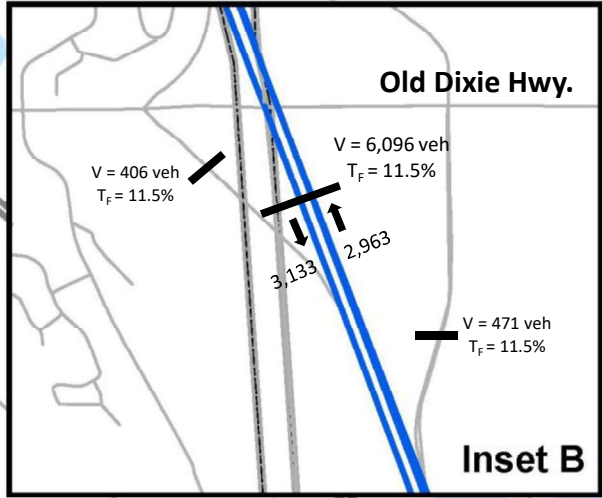 Old Dixie Hwy.
V = 6,096 veh
T_F = 11.5%
V = 406 veh
T_F = 11.5%
3,133
2,963
V = 471 veh
T_F = 11.5%
Inset B